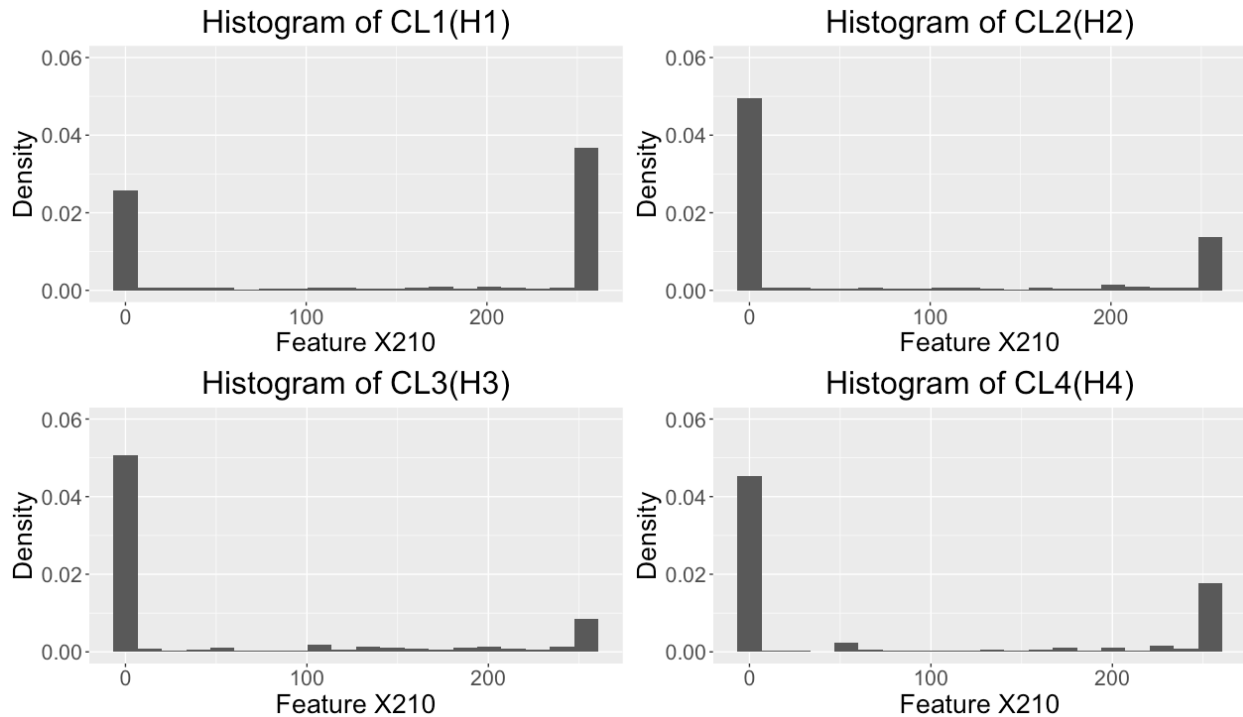 Histogram of CL1(H1)
0.06
0.04
0.02
0.00
Density
0 100 200
Feature X210
Histogram of CL2(H2)
0.06
0.04
0.02
0.00
Density
0 100 200
Feature X210
Histogram of CL3(H3)
0.06
0.04
0.02
0.00
Density
0 100 200
Feature X210
Histogram of CL4(H4)
0.06
0.04
0.02
0.00
Density
0 100 200
Feature X210